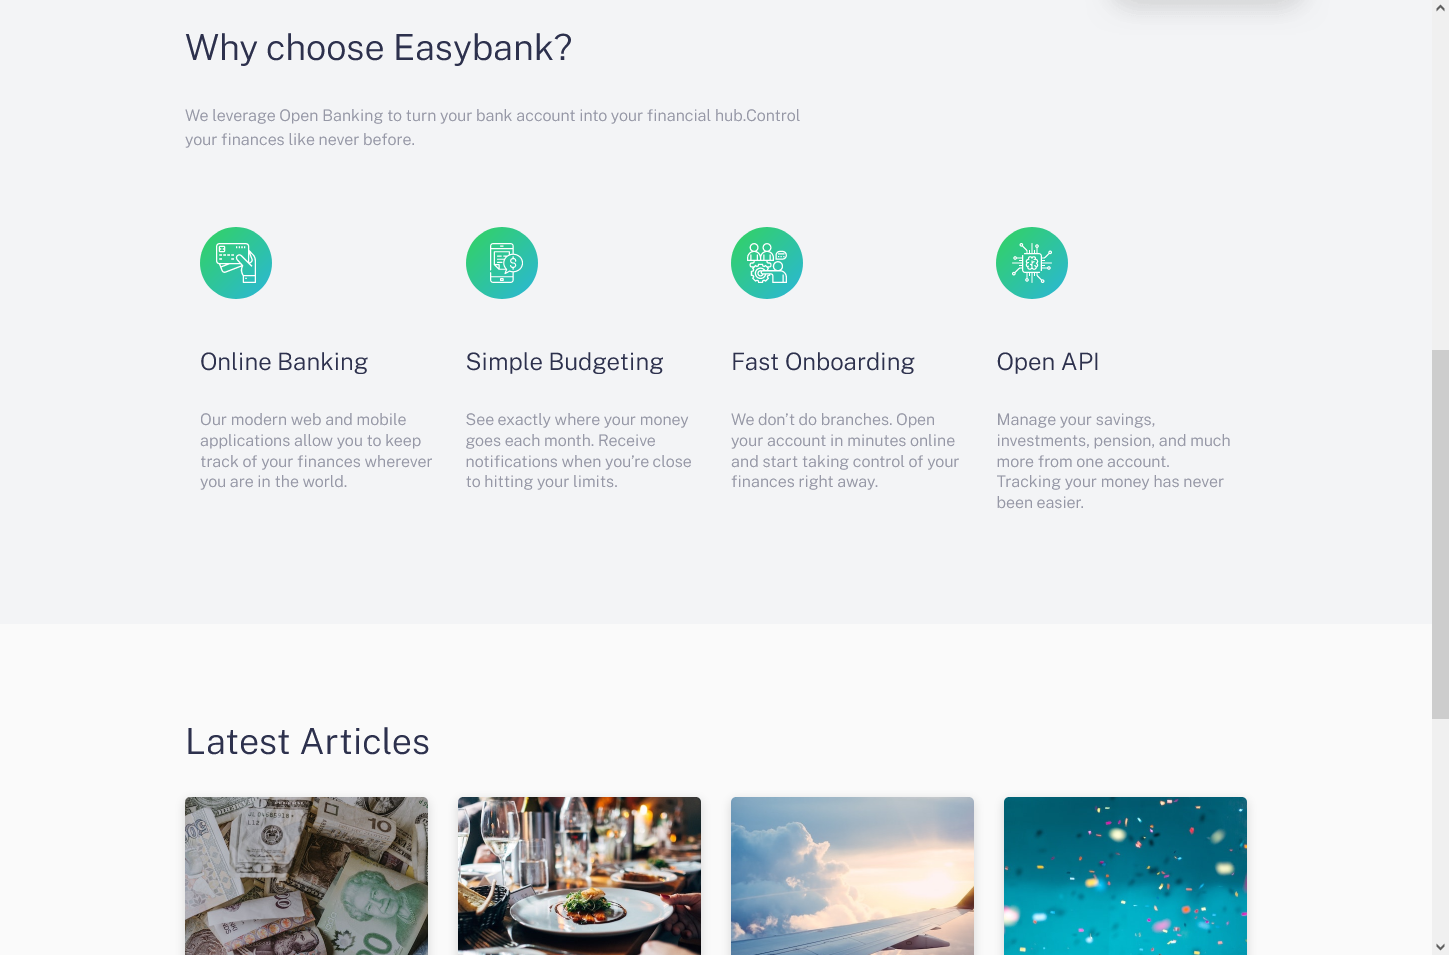 Why choose Easybank?
We leverage Open Banking to turn your bank account into your financial hub.Control
your finances like never before.
Online Banking
Our modern web and mobile
applications allow you to keep
track of your finances wherever
you are in the world.
Simple Budgeting
See exactly where your money
goes each month. Receive
notifications when you’re close
to hitting your limits.
Fast Onboarding
We don’t do branches. Open
your account in minutes online
and start taking control of your
finances right away.
Open API
Manage your savings,
investments, pension, and much
more from one account.
Tracking your money has never
been easier.
Latest Articles
10